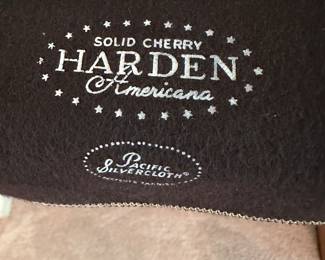 SOLID CHERRY
HARDEN
Americana
PACIFIC
SILVERCLOTH®